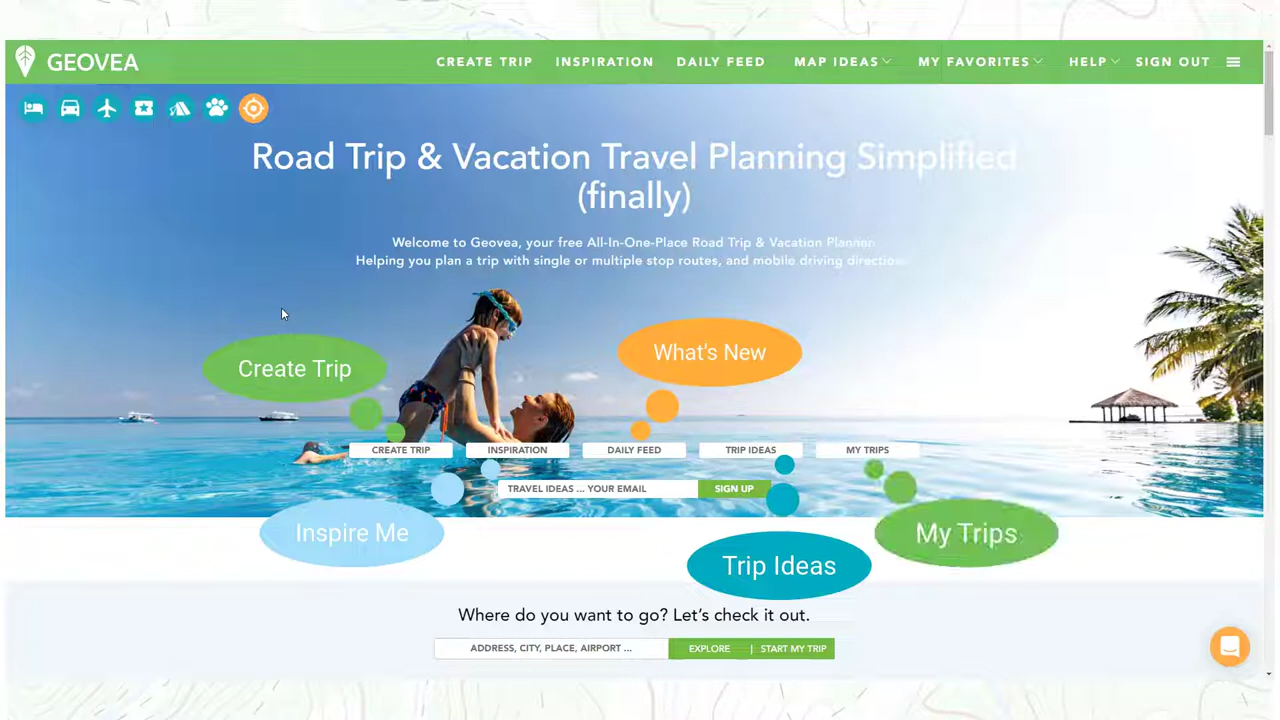 GEOVEA
CREATE TRIP INSPIRATION DAILY FEED MAP IDEAS MY FAVORITES HELP SIGN OUT
Road Trip & Vacation Travel Planning Simplified
(finally)
Welcome to Geovea, your free All-In-One-Place Road Trip & Vacation Planner.
Helping you plan a trip with single or multiple stop routes, and mobile driving directio
Create Trip
What's New
CREATE TRIP INSPIRATION DAILY FEED TRIP IDEAS MY TRIPS
TRAVEL IDEAS ... YOUR EMAIL SIGN UP
Inspire Me
My Trips
Trip Ideas
Where do you want to go? Let's check it out.
ADDRESS, CITY, PLACE, AIRPORT ... EXPLORE | START MY TRIP